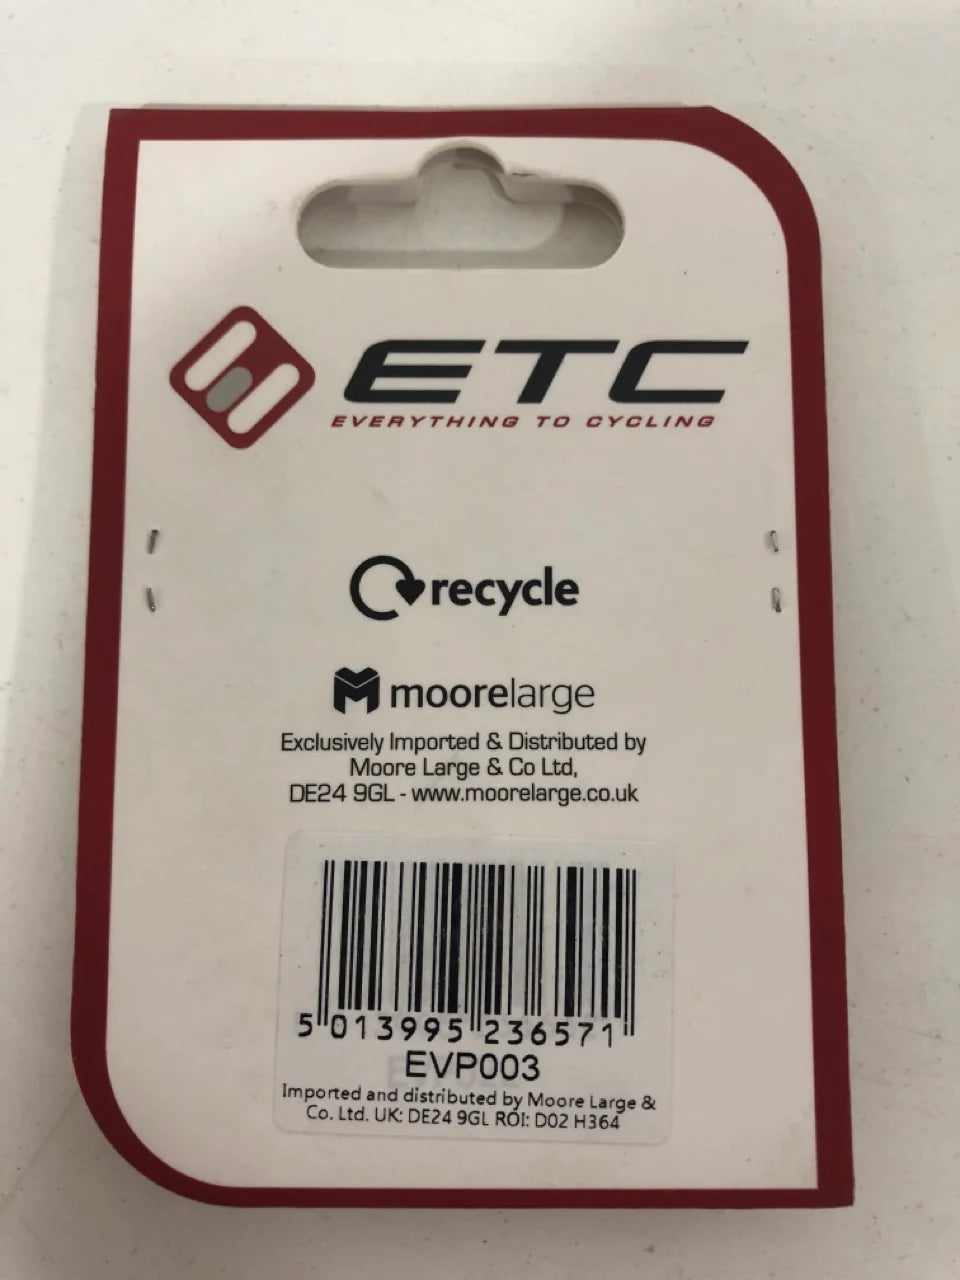 ETC
EVERYTHING TO CYCLING
recycle
moorelarge
Exclusively Imported & Distributed by
Moore Large & Co Ltd,
DE24 9GL - www.moorelarge.co.uk
5 013995 236571
EVP003
Imported and distributed by Moore Large &
Co. Ltd. UK: DE24 9GL ROI: D02 H364